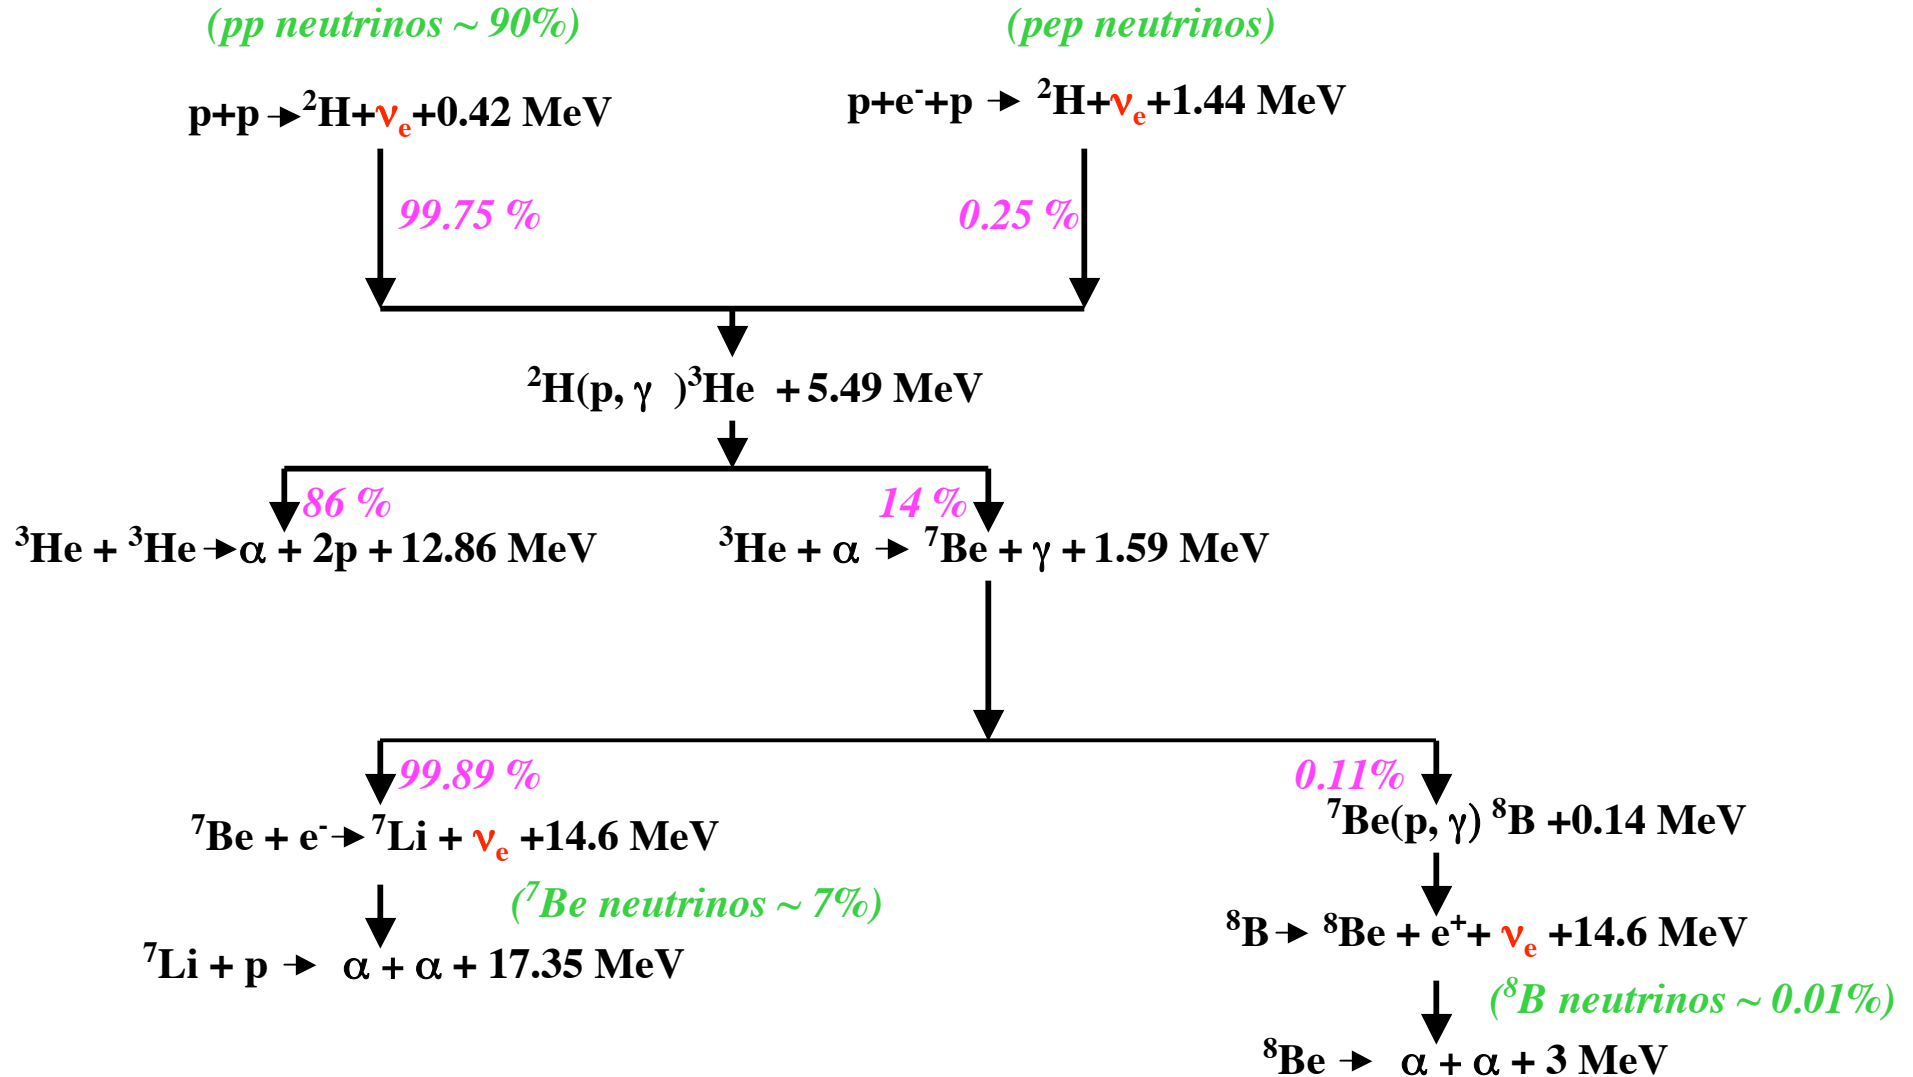 (pp neutrinos ~ 90%)
(pep neutrinos)
p+p → ²H+νₑ+0.42 MeV
p+e⁻+p → ²H+νₑ+1.44 MeV
99.75 %
0.25 %
²H(p, γ )³He + 5.49 MeV
86 %
14 %
³He + ³He → α + 2p + 12.86 MeV
³He + α → ⁷Be + γ + 1.59 MeV
99.89 %
0.11%
⁷Be + e⁻ → ⁷Li + νₑ +14.6 MeV
⁷Be(p, γ) ⁸B +0.14 MeV
(⁷Be neutrinos ~ 7%)
⁸B → ⁸Be + e⁺+ νₑ +14.6 MeV
⁷Li + p → α + α + 17.35 MeV
(⁸B neutrinos ~ 0.01%)
⁸Be → α + α + 3 MeV